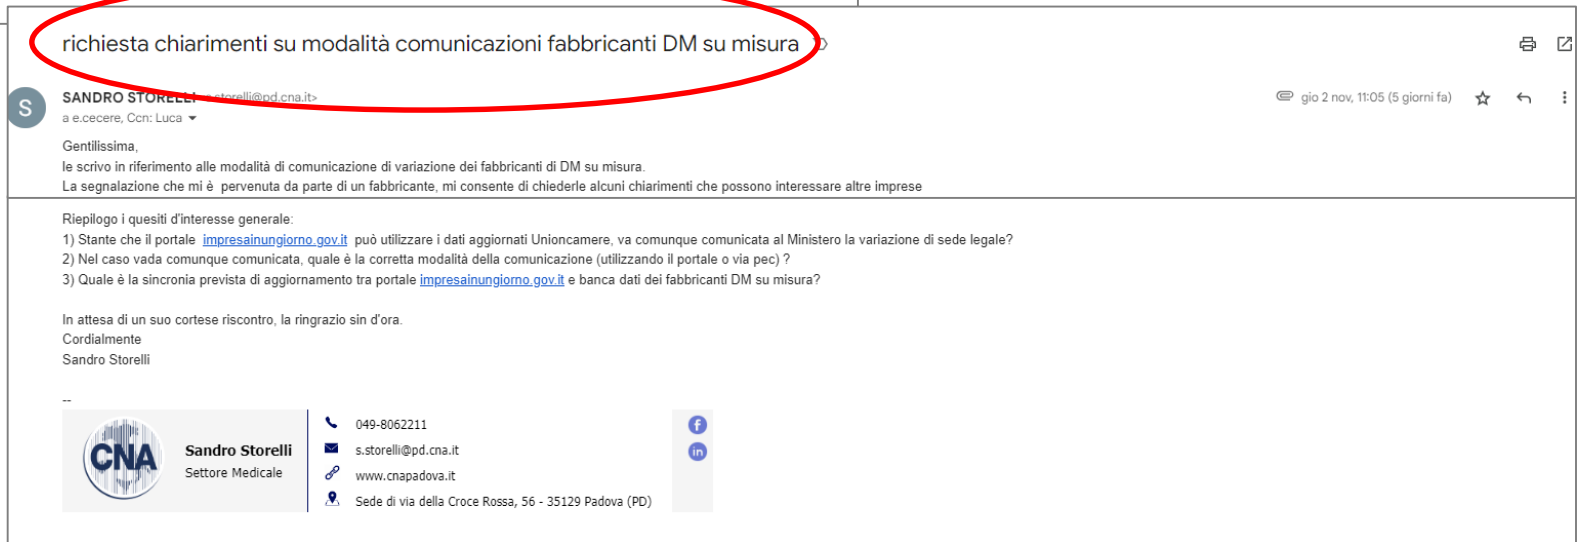 richiesta chiarimenti su modalità comunicazioni fabbricanti DM su misura
SANDRO STORELLI s.storelli@pd.cna.it>
gio 2 nov, 11:05 (5 giorni fa)
a e.cecere, Ccn: Luca
S
Gentilissima,
le scrivo in riferimento alle modalità di comunicazione di variazione dei fabbricanti di DM su misura.
La segnalazione che mi è pervenuta da parte di un fabbricante, mi consente di chiederle alcuni chiarimenti che possono interessare altre imprese
Riepilogo i quesiti d'interesse generale:
1) Stante che il portale impresainungiorno.gov.it può utilizzare i dati aggiornati Unioncamere, va comunque comunicata al Ministero la variazione di sede legale?
2) Nel caso vada comunque comunicata, quale è la corretta modalità della comunicazione (utilizzando il portale o via pec) ?
3) Quale è la sincronia prevista di aggiornamento tra portale impresainungiorno.gov.it e banca dati dei fabbricanti DM su misura?
In attesa di un suo cortese riscontro, la ringrazio sin d'ora.
Cordialmente
Sandro Storelli
--
CNA
Sandro Storelli
Settore Medicale
049-8062211
s.storelli@pd.cna.it
www.cnapadova.it
Sede di via della Croce Rossa, 56 - 35129 Padova (PD)